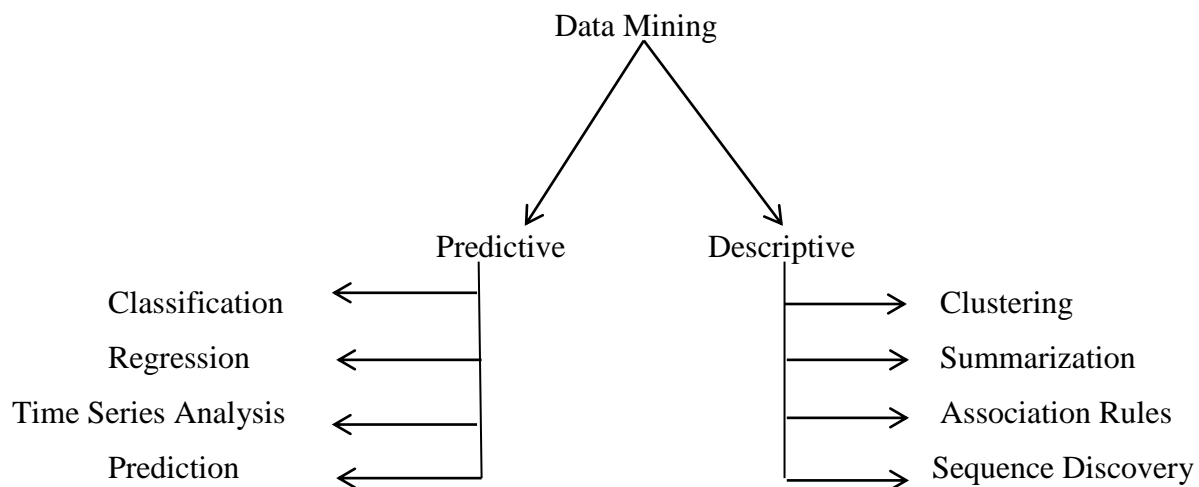 Data Mining
Predictive
Descriptive
Classification
Regression
Time Series Analysis
Prediction
Clustering
Summarization
Association Rules
Sequence Discovery